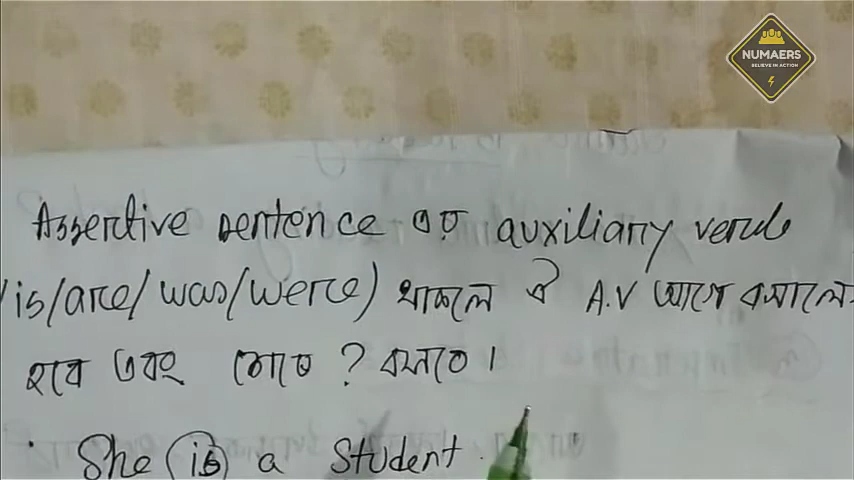 NUMAERS
BELIEVE IN ACTION
Assertive sentence এর auxiliary verb
/is/are/was/were) থাকলে ঐ A.V আগে বসালে
হবে এবং শেষে ? বসবে।
She is a student.